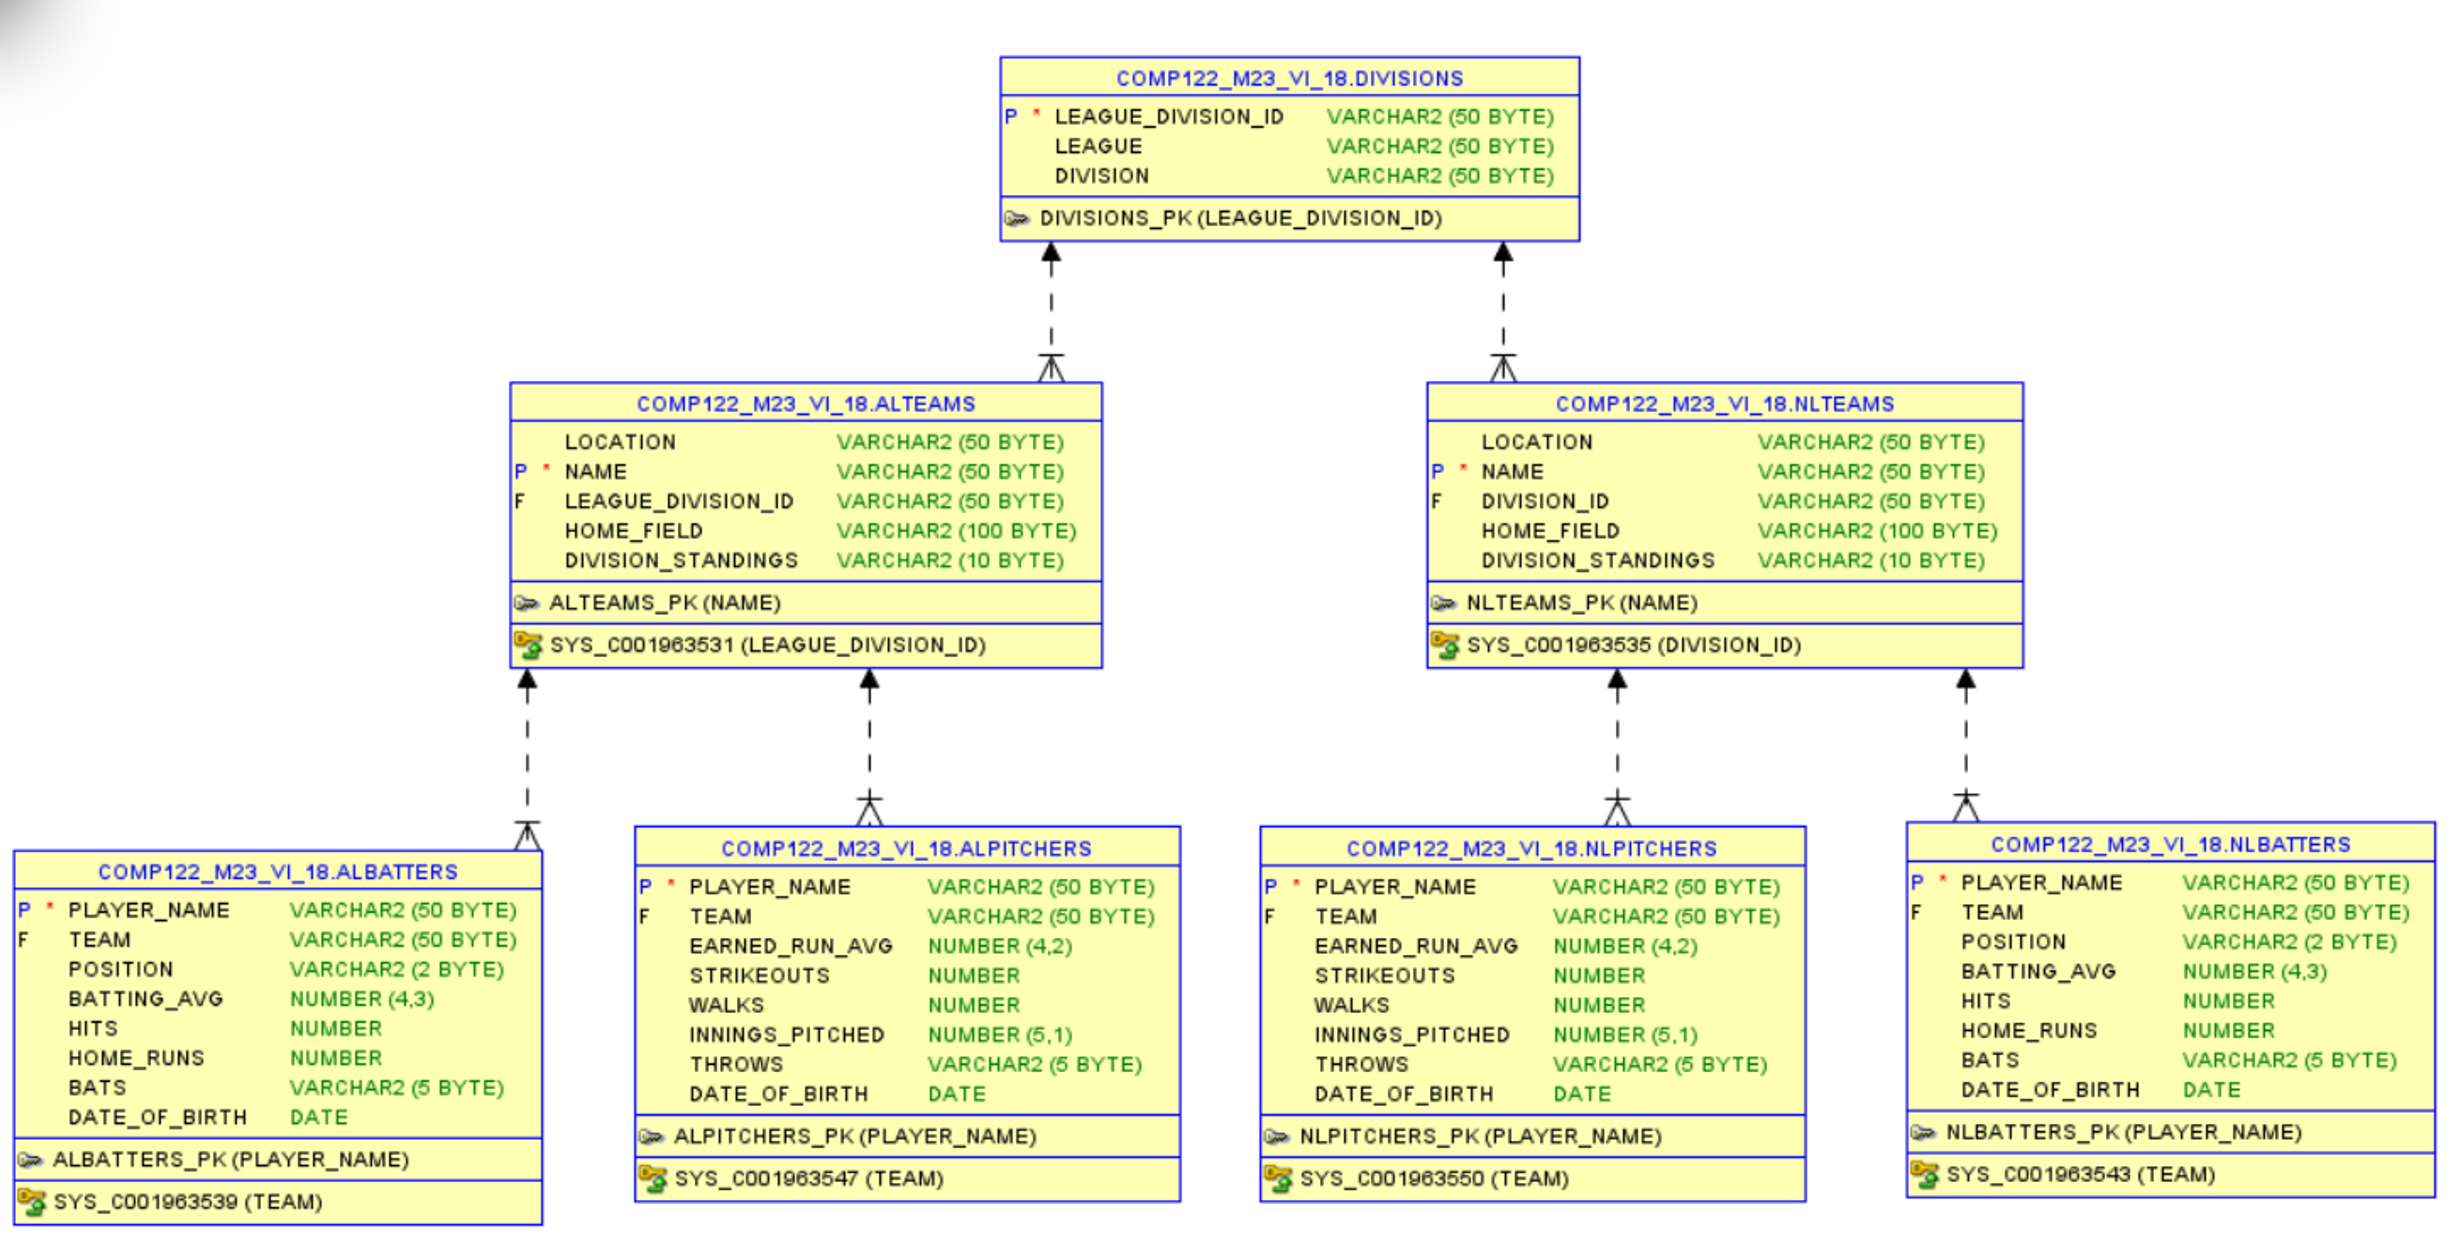 COMP122_M23_VI_18.DIVISIONS
P * LEAGUE_DIVISION_ID VARCHAR2 (50 BYTE)
LEAGUE VARCHAR2 (50 BYTE)
DIVISION VARCHAR2 (50 BYTE)
DIVISIONS_PK (LEAGUE_DIVISION_ID)
COMP122_M23_VI_18.ALTEAMS
LOCATION VARCHAR2 (50 BYTE)
P * NAME VARCHAR2 (50 BYTE)
F LEAGUE_DIVISION_ID VARCHAR2 (50 BYTE)
HOME_FIELD VARCHAR2 (100 BYTE)
DIVISION_STANDINGS VARCHAR2 (10 BYTE)
ALTEAMS_PK (NAME)
SYS_C001963531 (LEAGUE_DIVISION_ID)
COMP122_M23_VI_18.NLTEAMS
LOCATION VARCHAR2 (50 BYTE)
P * NAME VARCHAR2 (50 BYTE)
F DIVISION_ID VARCHAR2 (50 BYTE)
HOME_FIELD VARCHAR2 (100 BYTE)
DIVISION_STANDINGS VARCHAR2 (10 BYTE)
NLTEAMS_PK (NAME)
SYS_C001963535 (DIVISION_ID)
COMP122_M23_VI_18.ALBATTERS
P * PLAYER_NAME VARCHAR2 (50 BYTE)
F TEAM VARCHAR2 (50 BYTE)
POSITION VARCHAR2 (2 BYTE)
BATTING_AVG NUMBER (4,3)
HITS NUMBER
HOME_RUNS NUMBER
BATS VARCHAR2 (5 BYTE)
DATE_OF_BIRTH DATE
ALBATTERS_PK (PLAYER_NAME)
SYS_C001963539 (TEAM)
COMP122_M23_VI_18.ALPITCHERS
P * PLAYER_NAME VARCHAR2 (50 BYTE)
F TEAM VARCHAR2 (50 BYTE)
EARNED_RUN_AVG NUMBER (4,2)
STRIKEOUTS NUMBER
WALKS NUMBER
INNINGS_PITCHED NUMBER (5,1)
THROWS VARCHAR2 (5 BYTE)
DATE_OF_BIRTH DATE
ALPITCHERS_PK (PLAYER_NAME)
SYS_C001963547 (TEAM)
COMP122_M23_VI_18.NLPITCHERS
P * PLAYER_NAME VARCHAR2 (50 BYTE)
F TEAM VARCHAR2 (50 BYTE)
EARNED_RUN_AVG NUMBER (4,2)
STRIKEOUTS NUMBER
WALKS NUMBER
INNINGS_PITCHED NUMBER (5,1)
THROWS VARCHAR2 (5 BYTE)
DATE_OF_BIRTH DATE
NLPITCHERS_PK (PLAYER_NAME)
SYS_C001963550 (TEAM)
COMP122_M23_VI_18.NLBATTERS
P * PLAYER_NAME VARCHAR2 (50 BYTE)
F TEAM VARCHAR2 (50 BYTE)
POSITION VARCHAR2 (2 BYTE)
BATTING_AVG NUMBER (4,3)
HITS NUMBER
HOME_RUNS NUMBER
BATS VARCHAR2 (5 BYTE)
DATE_OF_BIRTH DATE
NLBATTERS_PK (PLAYER_NAME)
SYS_C001963543 (TEAM)